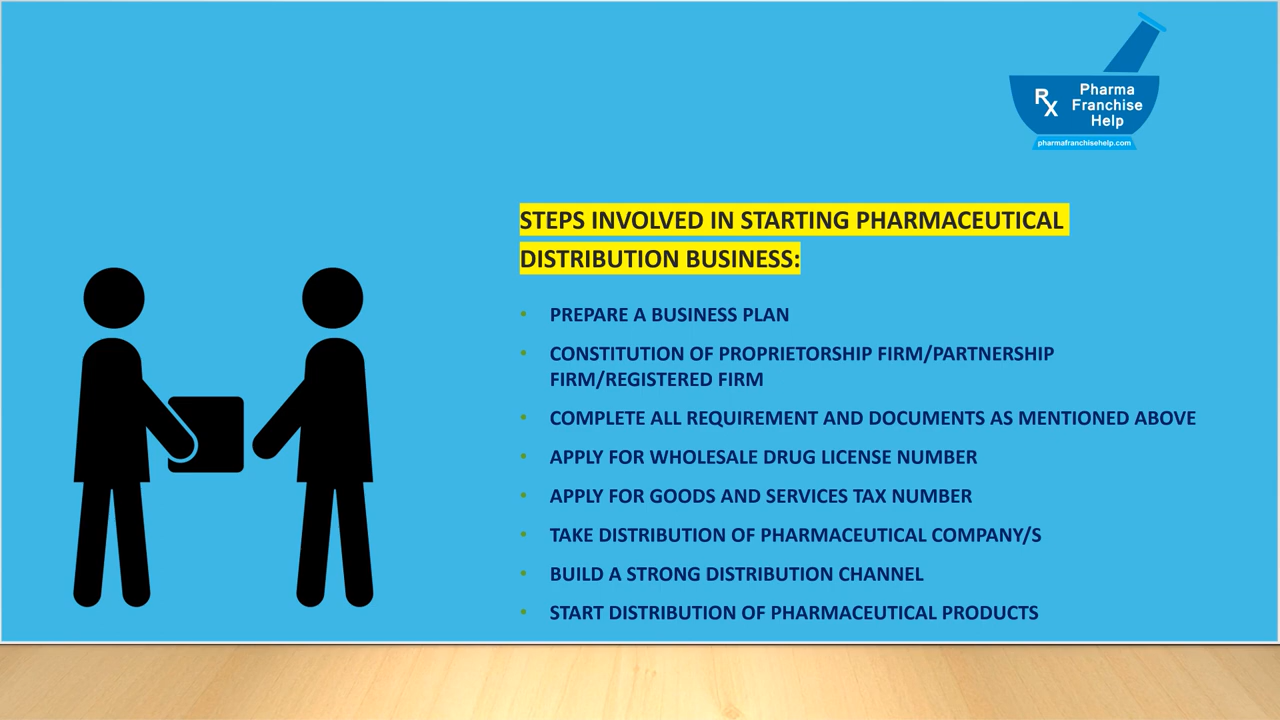 Rx
Pharma
Franchise
Help
pharmafranchisehelp.com
STEPS INVOLVED IN STARTING PHARMACEUTICAL
DISTRIBUTION BUSINESS:
• PREPARE A BUSINESS PLAN
• CONSTITUTION OF PROPRIETORSHIP FIRM/PARTNERSHIP
FIRM/REGISTERED FIRM
• COMPLETE ALL REQUIREMENT AND DOCUMENTS AS MENTIONED ABOVE
• APPLY FOR WHOLESALE DRUG LICENSE NUMBER
• APPLY FOR GOODS AND SERVICES TAX NUMBER
• TAKE DISTRIBUTION OF PHARMACEUTICAL COMPANY/S
• BUILD A STRONG DISTRIBUTION CHANNEL
• START DISTRIBUTION OF PHARMACEUTICAL PRODUCTS